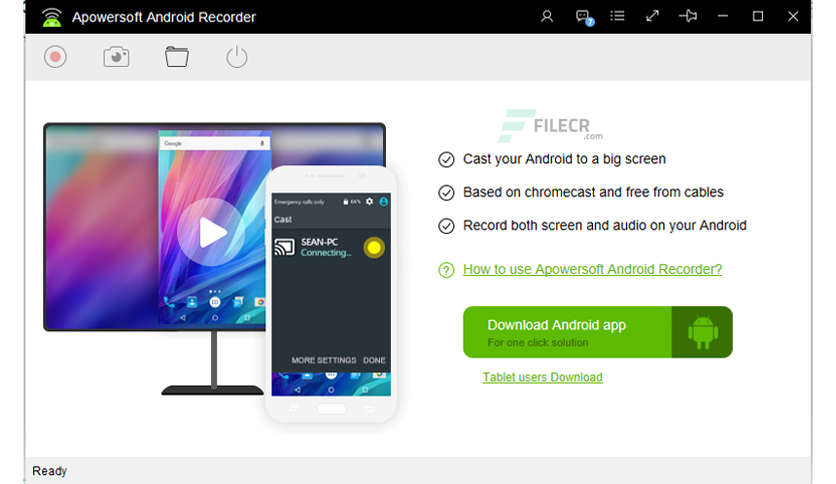 Apowersoft Android Recorder
7
FILECR
.com
Cast your Android to a big screen
Based on chromecast and free from cables
Record both screen and audio on your Android
? How to use Apowersoft Android Recorder?
Download Android app
For one click solution
Tablet users Download
Google
Emergency calls only 66%
Cast
SEAN-PC
Connecting...
MORE SETTINGS DONE
Ready